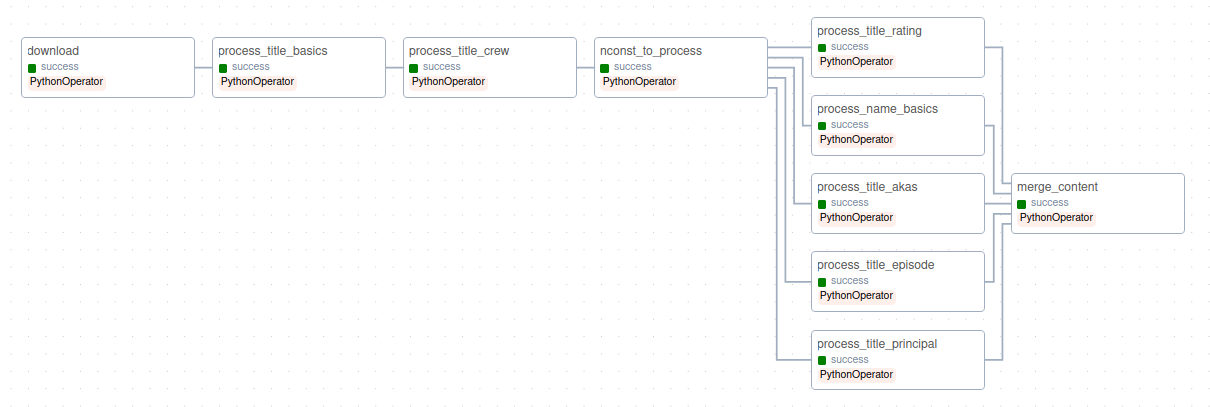 download
success
PythonOperator
process_title_basics
success
PythonOperator
process_title_crew
success
PythonOperator
nconst_to_process
success
PythonOperator
process_title_rating
success
PythonOperator
process_name_basics
success
PythonOperator
process_title_akas
success
PythonOperator
process_title_episode
success
PythonOperator
process_title_principal
success
PythonOperator
merge_content
success
PythonOperator